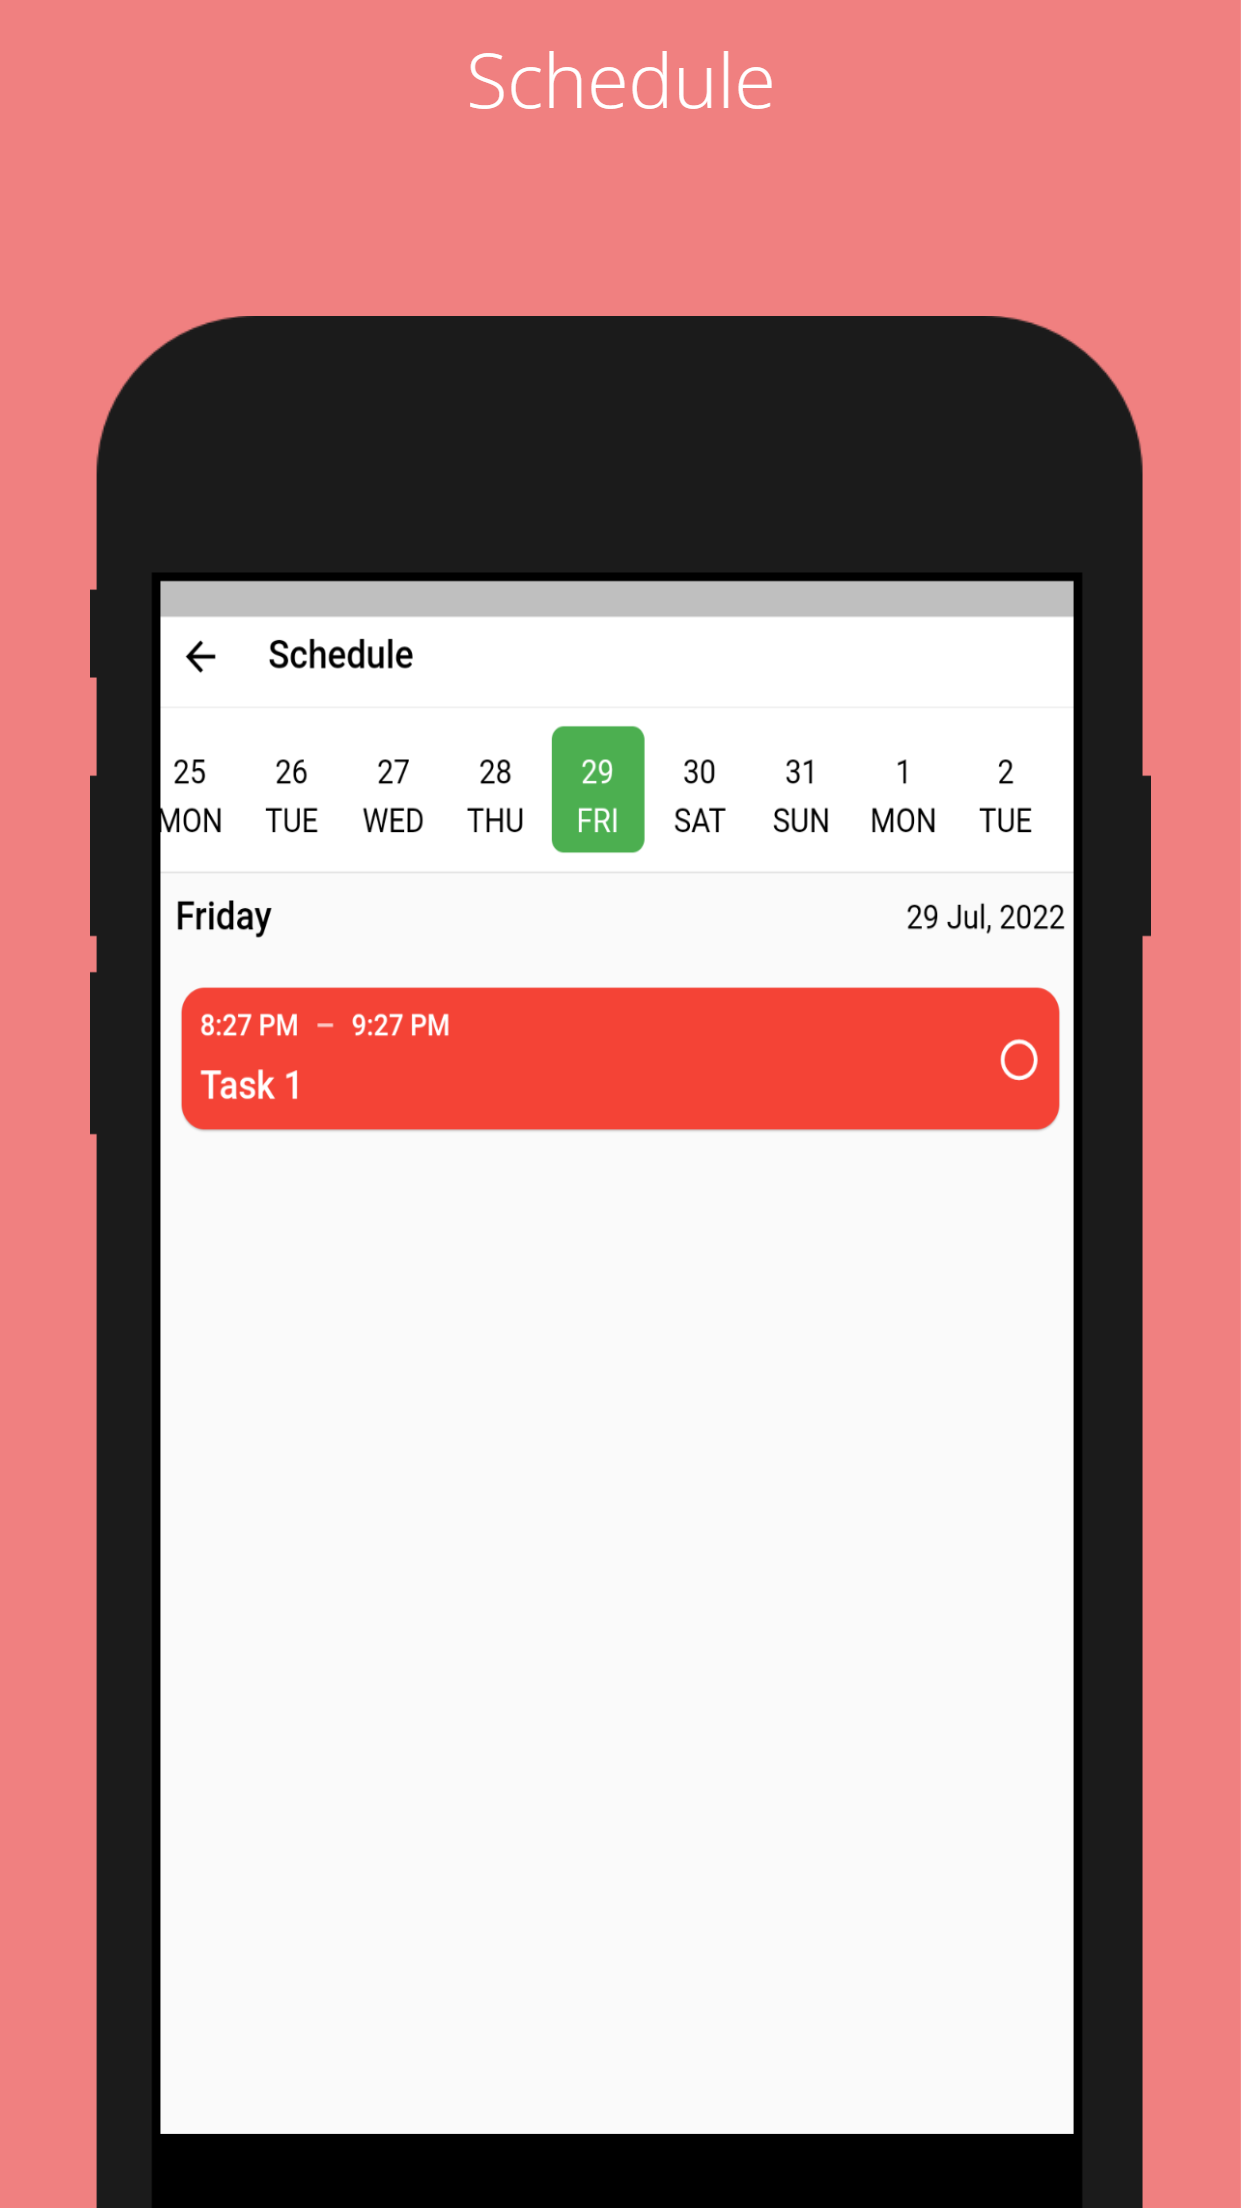 Schedule
Schedule
25 26 27 28 29 30 31 1 2
MON TUE WED THU FRI SAT SUN MON TUE
Friday 29 Jul, 2022
8:27 PM – 9:27 PM
Task 1